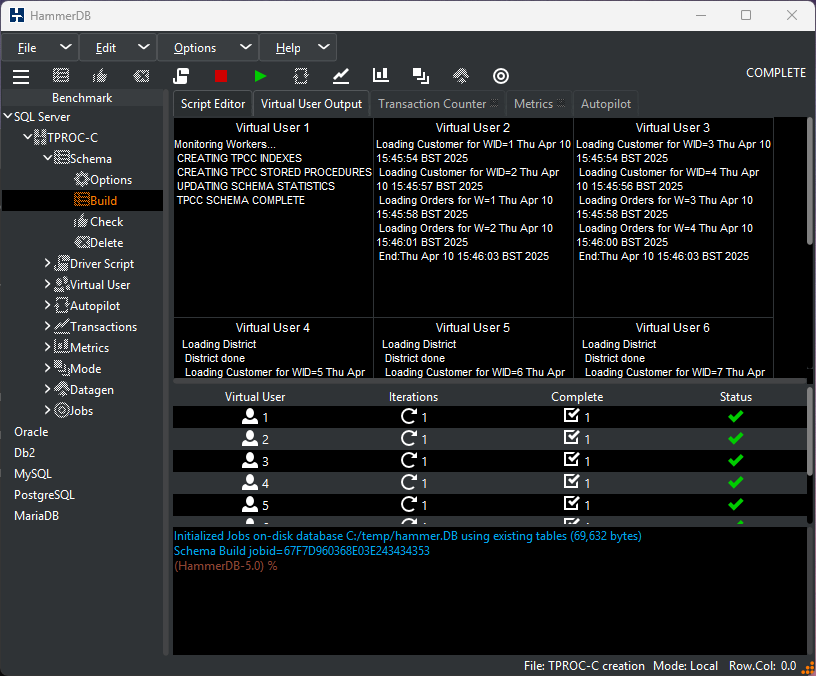 HammerDB
File
Edit
Options
Help
COMPLETE
Benchmark
SQL Server
TPROC-C
Schema
Options
Build
Check
Delete
Driver Script
Virtual User
Autopilot
Transactions
Metrics
Mode
Datagen
Jobs
Oracle
Db2
MySQL
PostgreSQL
MariaDB
Script Editor
Virtual User Output
Transaction Counter
Metrics
Autopilot
Virtual User 1
Monitoring Workers...
CREATING TPCC INDEXES
CREATING TPCC STORED PROCEDURES
UPDATING SCHEMA STATISTICS
TPCC SCHEMA COMPLETE
Virtual User 2
Loading Customer for WID=1 Thu Apr 10
15:45:54 BST 2025
Loading Customer for WID=2 Thu Apr
10 15:45:57 BST 2025
Loading Orders for W=1 Thu Apr 10
15:45:58 BST 2025
Loading Orders for W=2 Thu Apr 10
15:46:01 BST 2025
End:Thu Apr 10 15:46:03 BST 2025
Virtual User 3
Loading Customer for WID=3 Thu Apr 10
15:45:54 BST 2025
Loading Customer for WID=4 Thu Apr
10 15:45:56 BST 2025
Loading Orders for W=3 Thu Apr 10
15:45:58 BST 2025
Loading Orders for W=4 Thu Apr 10
15:46:00 BST 2025
End:Thu Apr 10 15:46:03 BST 2025
Virtual User 4
Loading District
District done
Loading Customer for WID=5 Thu Apr
Virtual User 5
Loading District
District done
Loading Customer for WID=6 Thu Apr
Virtual User 6
Loading District
District done
Loading Customer for WID=7 Thu Apr
Virtual User Iterations Complete Status
1 1 1
2 1 1
3 1 1
4 1 1
5 1 1
Initialized Jobs on-disk database C:/temp/hammer.DB using existing tables (69,632 bytes)
Schema Build jobid=67F7D960368E03E243434353
(HammerDB-5.0) %
File: TPROC-C creation Mode: Local Row.Col: 0.0